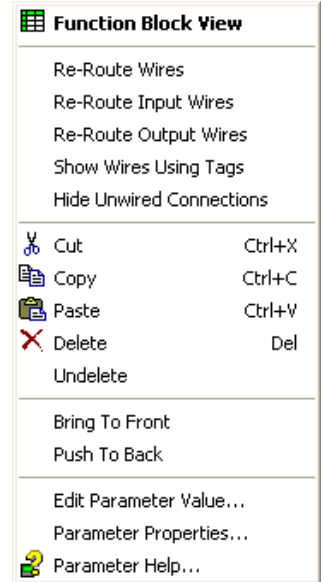 Function Block View
Re-Route Wires
Re-Route Input Wires
Re-Route Output Wires
Show Wires Using Tags
Hide Unwired Connections
Cut Ctrl+X
Copy Ctrl+C
Paste Ctrl+V
Delete Del
Undelete
Bring To Front
Push To Back
Edit Parameter Value...
Parameter Properties...
Parameter Help...